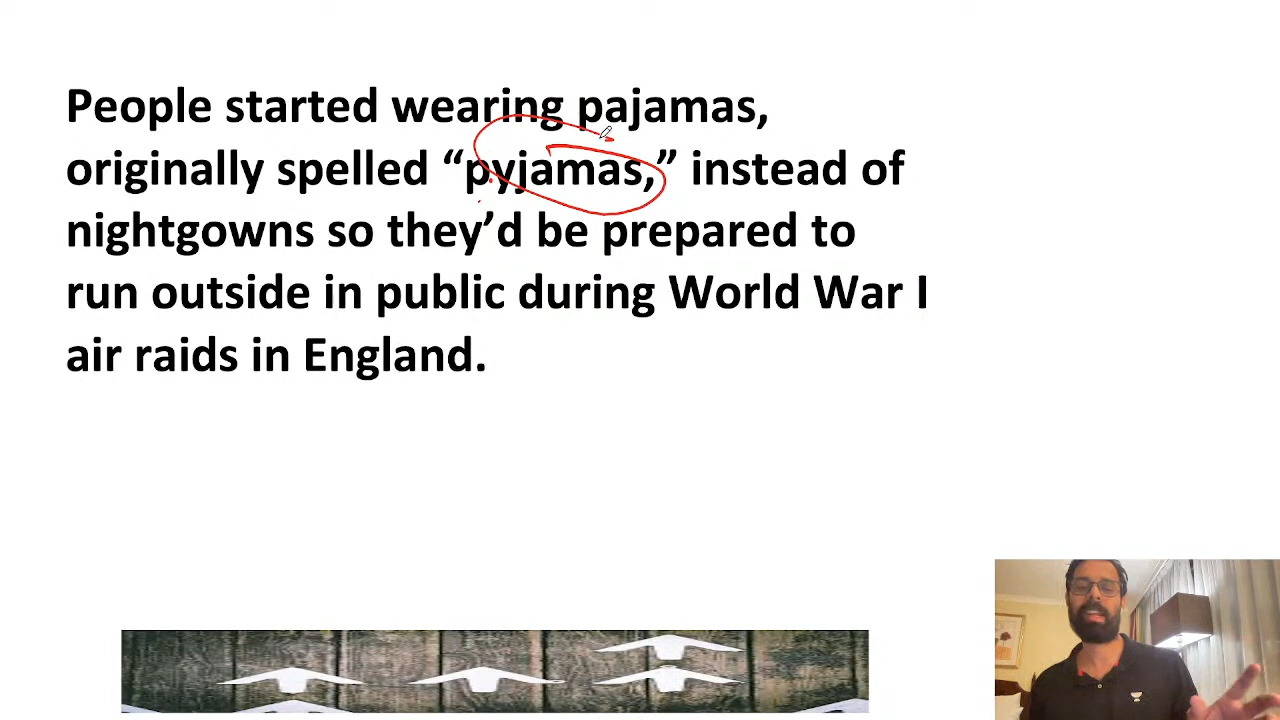 People started wearing pajamas,
originally spelled “pyjamas,” instead of
nightgowns so they’d be prepared to
run outside in public during World War I
air raids in England.